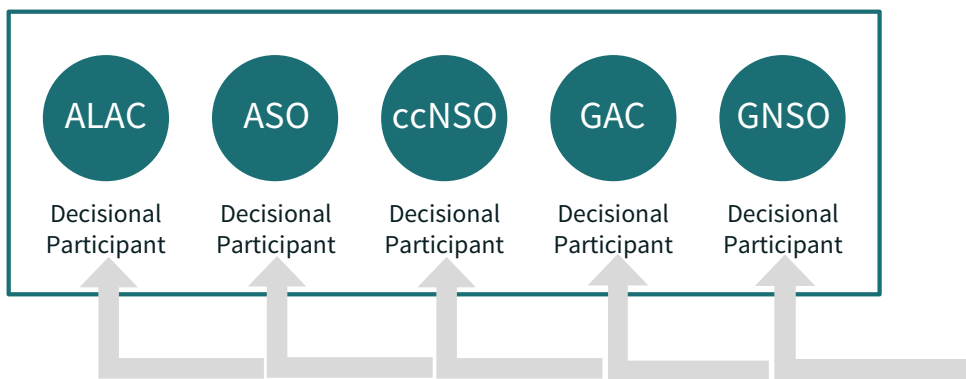 ALAC
ASO
ccNSO
GAC
GNSO
Decisional
Participant
Decisional
Participant
Decisional
Participant
Decisional
Participant
Decisional
Participant